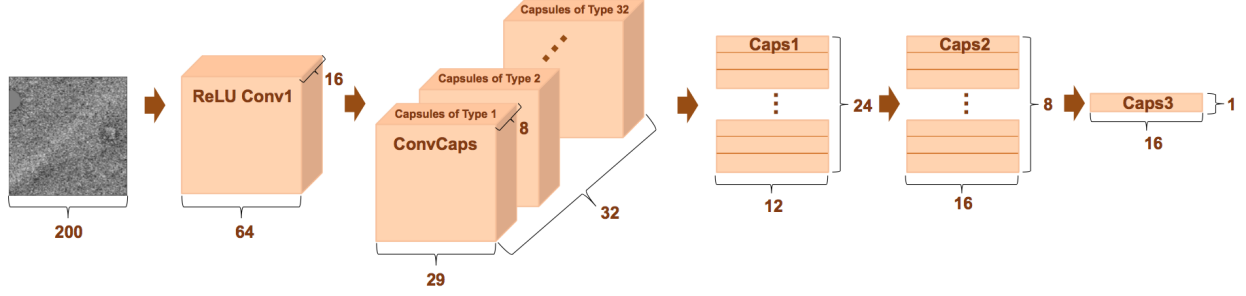 200
ReLU Conv1
16
64
Capsules of Type 1
ConvCaps
8
29
Capsules of Type 2
Capsules of Type 32
32
Caps1
24
12
Caps2
8
16
Caps3
1
16